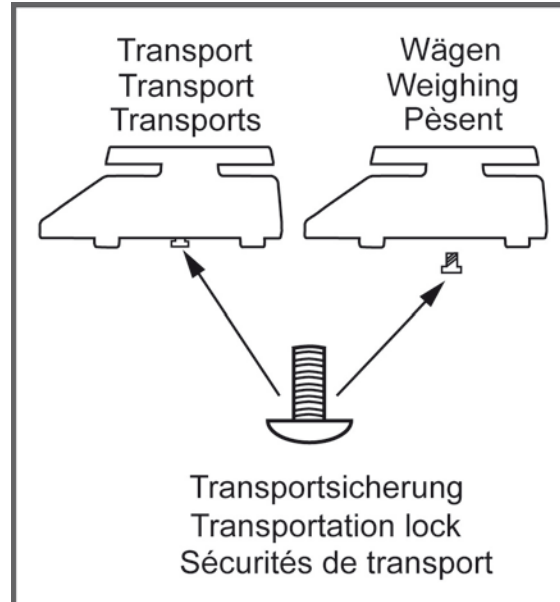 Transport
Transport
Transports
Wägen
Weighing
Pèsent
Transportsicherung
Transportation lock
Sécurités de transport